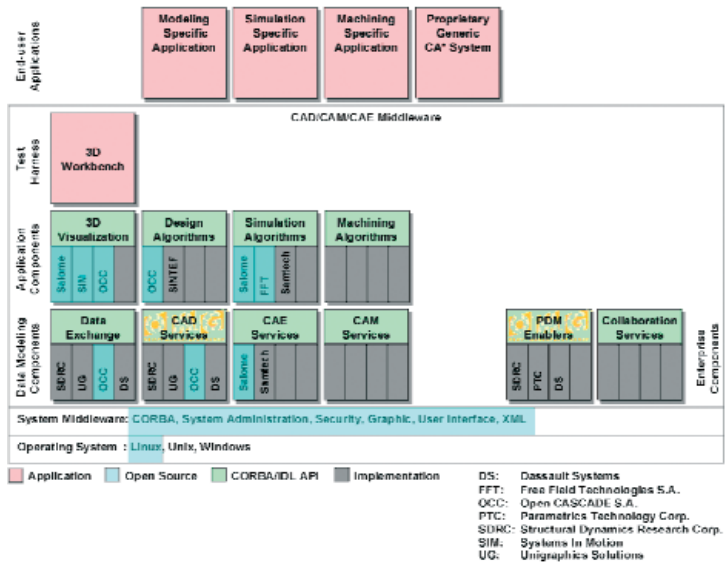 End-user
Applications
Modeling
Specific
Application
Simulation
Specific
Application
Machining
Specific
Application
Proprietary
Generic
CA* System
CAD/CAM/CAE Middleware
Test
Harness
3D
Workbench
Application
Components
3D
Visualization
Salome
SIM
OCC
Design
Algorithms
OCC
SINTEF
Simulation
Algorithms
Salome
FFT
Samtech
Machining
Algorithms
Data Modeling
Components
Data
Exchange
SDRC
UG
OCC
DS
CAD
Services
SDRC
UG
OCC
DS
CAE
Services
Salome
Samtech
CAM
Services
PDM
Enablers
SDRC
PTC
DS
Collaboration
Services
Enterprise
Components
System Middleware: CORBA, System Administration, Security, Graphic, User Interface, XML
Operating System : Linux, Unix, Windows
Application
Open Source
CORBA/IDL API
Implementation
DS: Dassault Systems
FFT: Free Field Technologies S.A.
OCC: Open CASCADE S.A.
PTC: Parametrics Technology Corp.
SDRC: Structural Dynamics Research Corp.
SIM: Systems In Motion
UG: Unigraphics Solutions